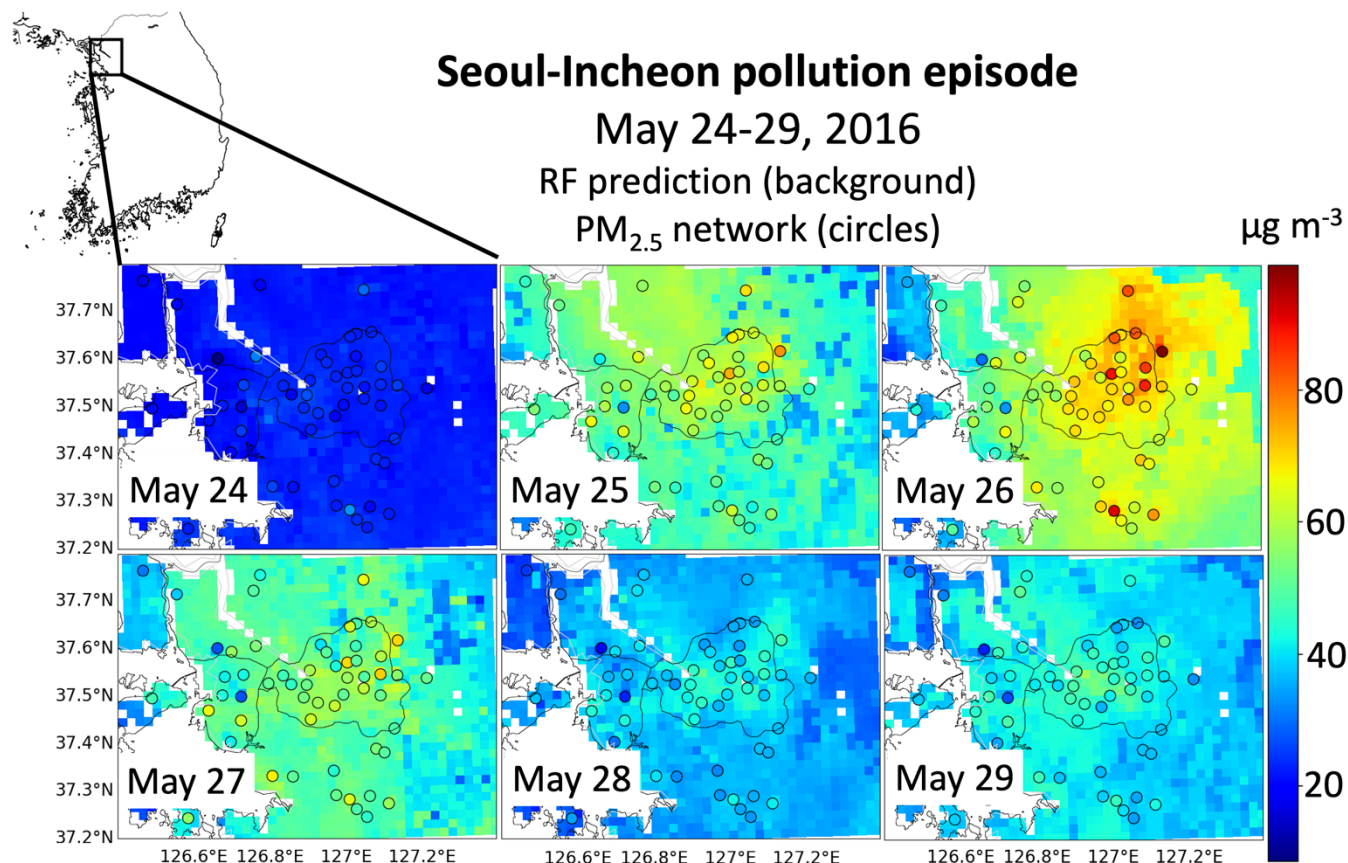 Seoul-Incheon pollution episode
May 24-29, 2016
RF prediction (background)
PM₂.₅ network (circles)
µg m⁻³
37.7°N
37.6°N
37.5°N
37.4°N
37.3°N
37.2°N
May 24
May 25
May 26
80
60
40
20
37.7°N
37.6°N
37.5°N
37.4°N
37.3°N
37.2°N
May 27
May 28
May 29
126.6°E 126.8°E 127°E 127.2°E
126.6°E 126.8°E 127°E 127.2°E
126.6°E 126.8°E 127°E 127.2°E